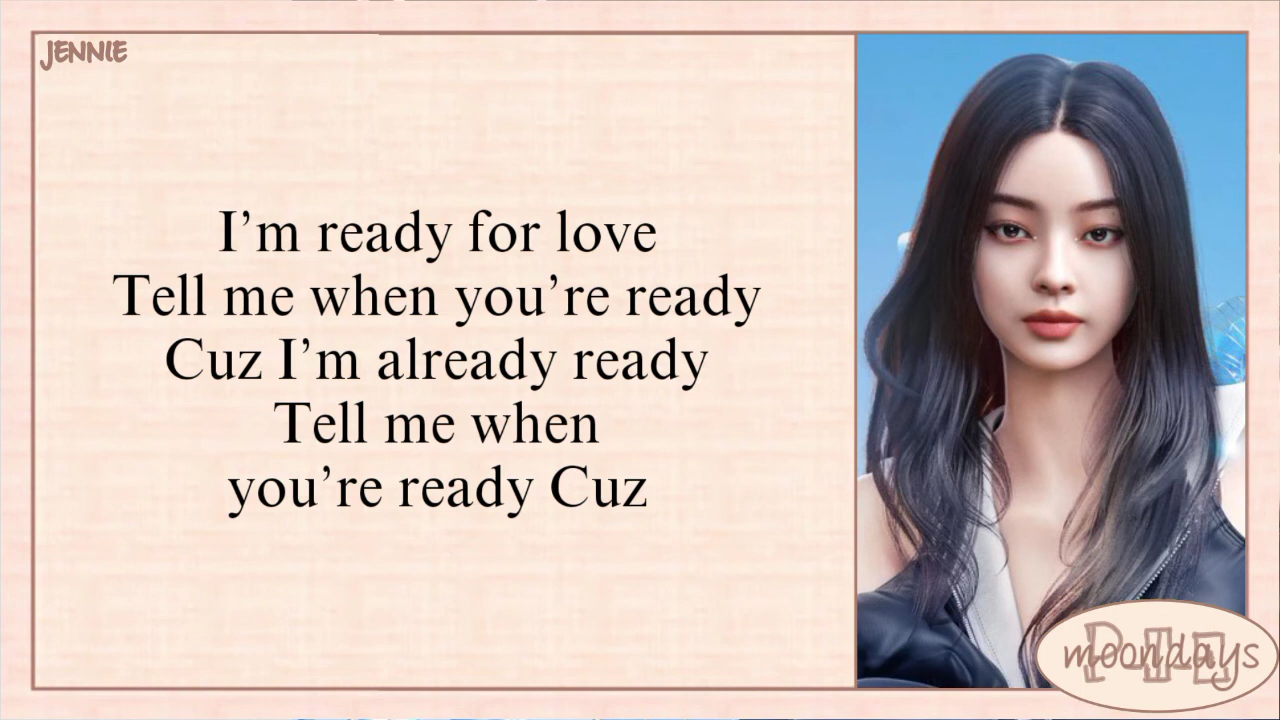 JENNIE
I’m ready for love
Tell me when you’re ready
Cuz I’m already ready
Tell me when
you’re ready Cuz
moondays